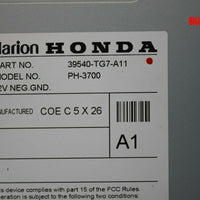 larion HONDA
ART NO. 39540-TG7-A11
MODEL NO. PH-3700
2V NEG.GND.
NUFACTURED COE C 5 X 26
A1
is device complies with part 15 of the FCC Rules.
eration is subject to the following two conditions: